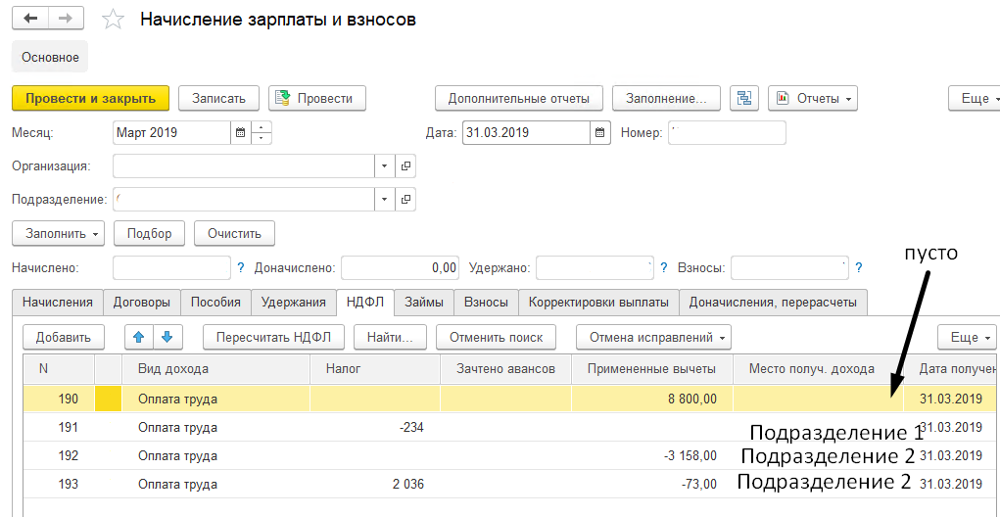 Начисление зарплаты и взносов
Основное
Провести и закрыть Записать Провести Дополнительные отчеты Заполнение... Отчеты Еще
Месяц: Март 2019 Дата: 31.03.2019 Номер:
Организация:
Подразделение:
Заполнить Подбор Очистить
пусто
Начислено: ? Доначислено: 0,00 Удержано: ? Взносы: ?
Начисления Договоры Пособия Удержания НДФЛ Займы Взносы Корректировки выплаты Доначисления, перерасчеты
Добавить Пересчитать НДФЛ Найти... Отменить поиск Отмена исправлений Еще
N Вид дохода Налог Зачтено авансов Примененные вычеты Место получ. дохода Дата получен
190 Оплата труда 8 800,00 31.03.2019
191 Оплата труда -234 Подразделение 1 31.03.2019
192 Оплата труда -3 158,00 Подразделение 2 31.03.2019
193 Оплата труда 2 036 -73,00 Подразделение 2 31.03.2019